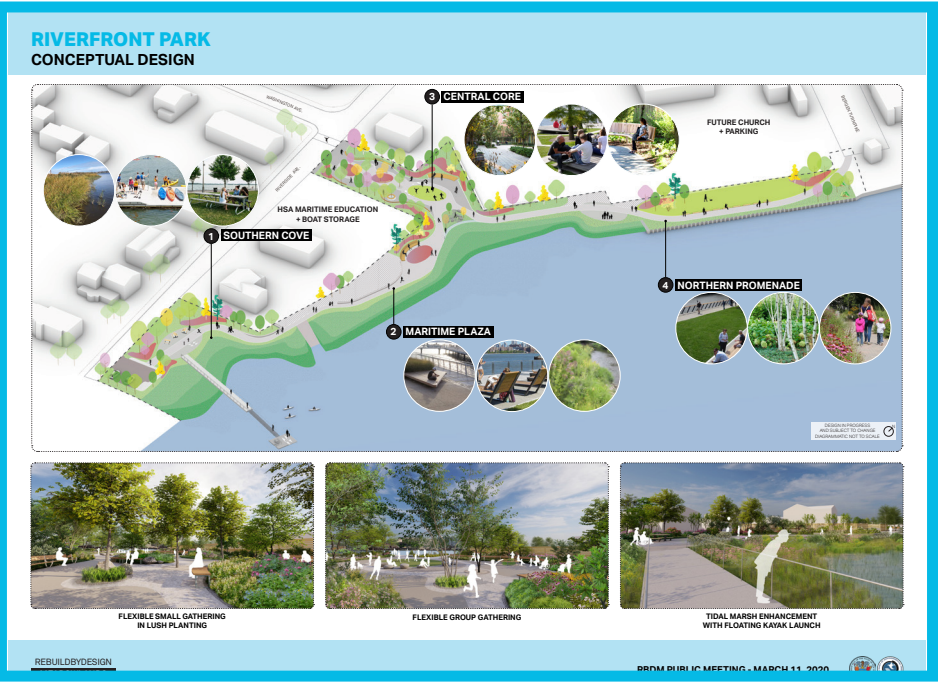 RIVERFRONT PARK
CONCEPTUAL DESIGN
WASHINGTON AVE.
3 CENTRAL CORE
FUTURE CHURCH
+ PARKING
RIVERSIDE AVE.
HSA MARITIME EDUCATION
+ BOAT STORAGE
1 SOUTHERN COVE
4 NORTHERN PROMENADE
2 MARITIME PLAZA
DESIGN IN PROGRESS
AND SUBJECT TO CHANGE
DIAGRAMMATIC NOT TO SCALE
FLEXIBLE SMALL GATHERING
IN LUSH PLANTING
FLEXIBLE GROUP GATHERING
TIDAL MARSH ENHANCEMENT
WITH FLOATING KAYAK LAUNCH
REBUILDBYDESIGN
RBDM PUBLIC MEETING - MARCH 11, 2020